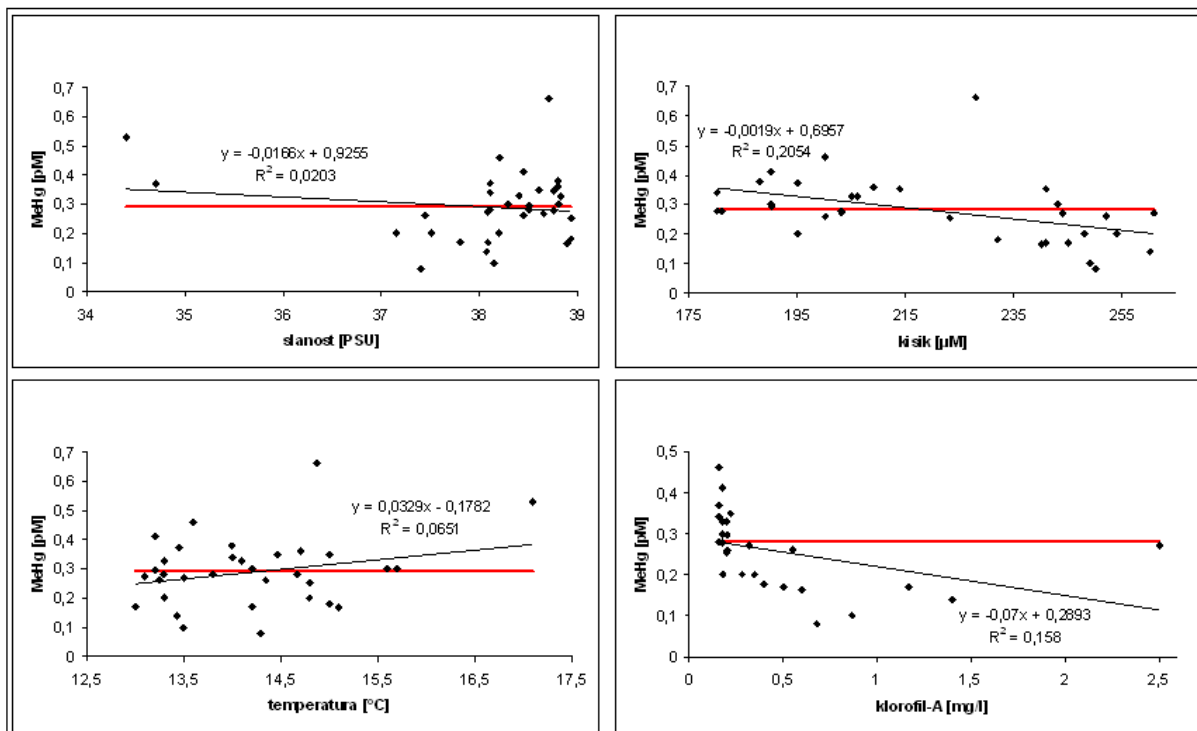 0,7
0,6
0,5
0,4
0,3
0,2
0,1
0
MeHg [pM]
y = -0,0166x + 0,9255
R² = 0,0203
34 35 36 37 38 39
slanost [PSU]
0,7
0,6
0,5
0,4
0,3
0,2
0,1
0
MeHg [pM]
y = -0,0019x + 0,6957
R² = 0,2054
175 195 215 235 255
kisik [µM]
0,7
0,6
0,5
0,4
0,3
0,2
0,1
0
MeHg [pM]
y = 0,0329x - 0,1782
R² = 0,0651
12,5 13,5 14,5 15,5 16,5 17,5
temperatura [°C]
0,5
0,4
0,3
0,2
0,1
0
MeHg [pM]
y = -0,07x + 0,2893
R² = 0,158
0 0,5 1 1,5 2 2,5
klorofil-A [mg/l]